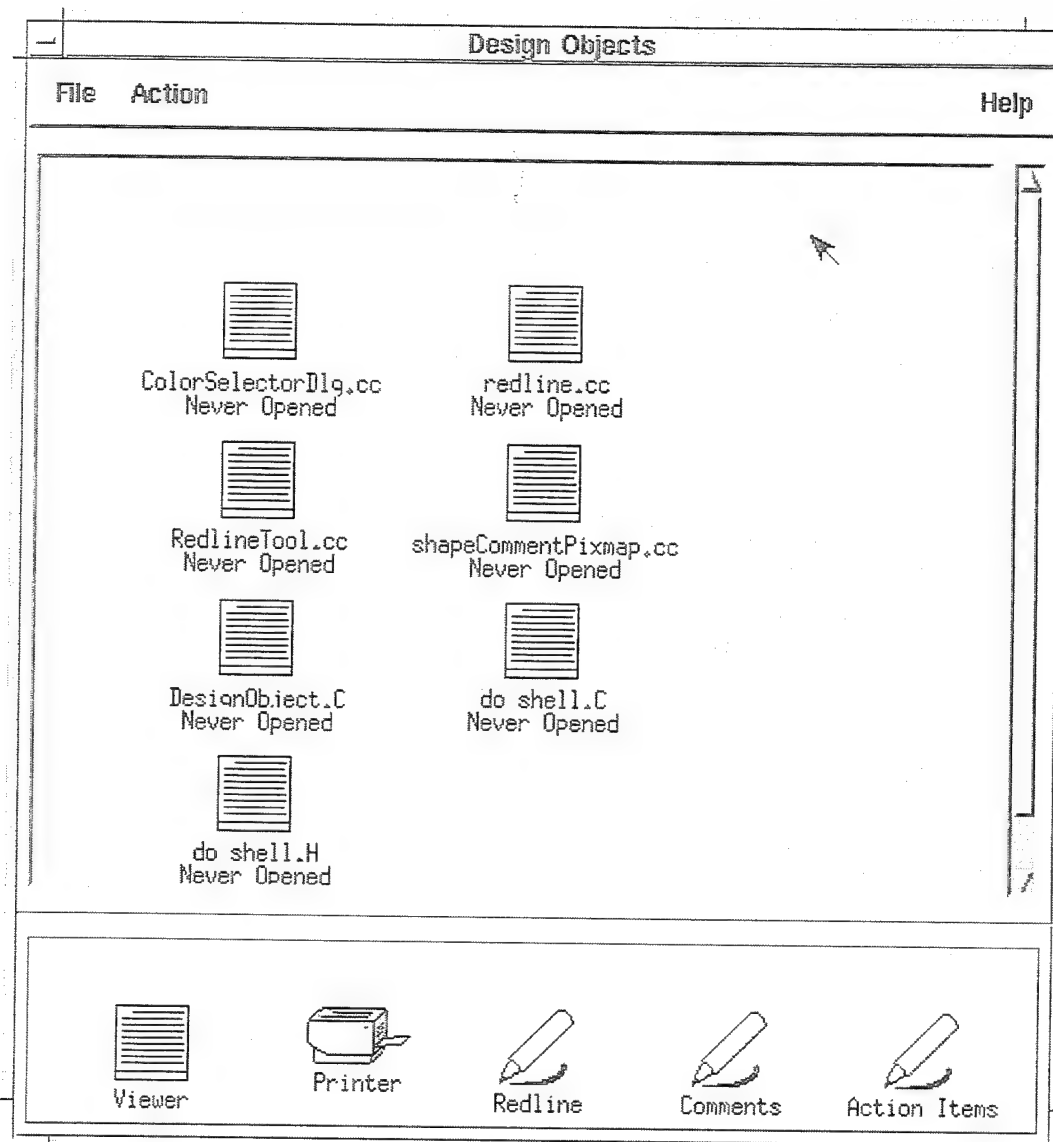 Design Objects
File Action Help
ColorSelectorDlg.cc redline.cc
Never Opened Never Opened
RedlineTool.cc shapeCommentPixmap.cc
Never Opened Never Opened
DesignObject.C do shell.C
Never Opened Never Opened
do shell.H
Never Opened
Viewer Printer Redline Comments Action Items